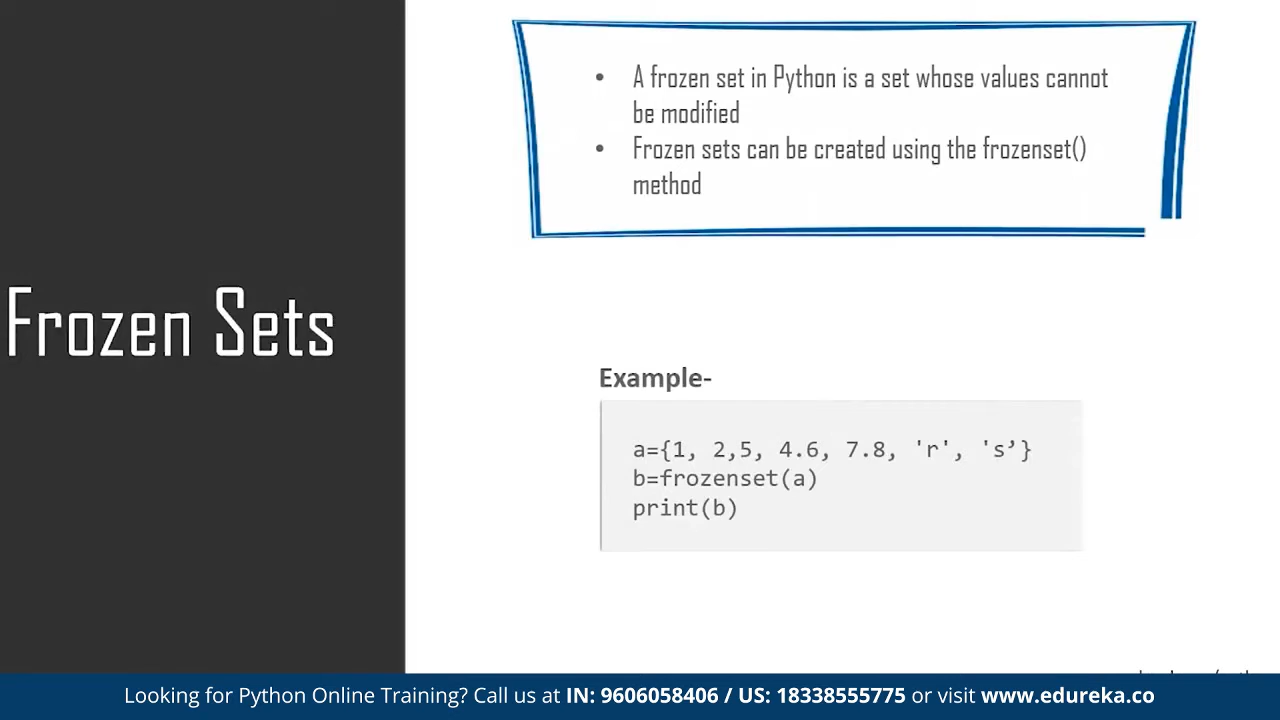 Frozen Sets
• A frozen set in Python is a set whose values cannot
be modified
• Frozen sets can be created using the frozenset()
method
Example-
a={1, 2,5, 4.6, 7.8, 'r', 's’}
b=frozenset(a)
print(b)
Looking for Python Online Training? Call us at IN: 9606058406 / US: 18338555775 or visit www.edureka.co